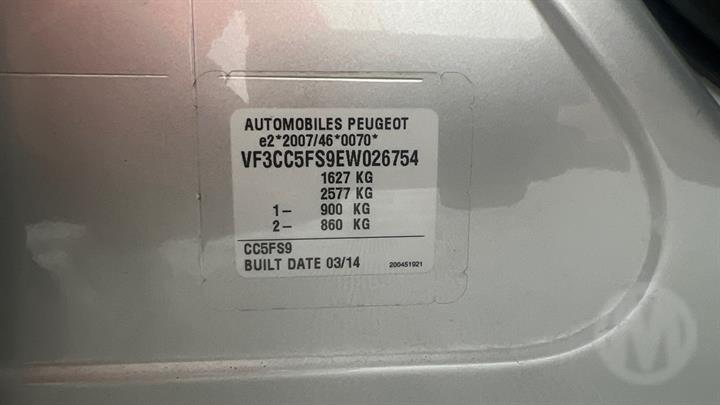 AUTOMOBILES PEUGEOT
e2*2007/46*0070*
VF3CC5FS9EW026754
1627 KG
2577 KG
1- 900 KG
2- 860 KG
CC5FS9
BUILT DATE 03/14
200451921
M